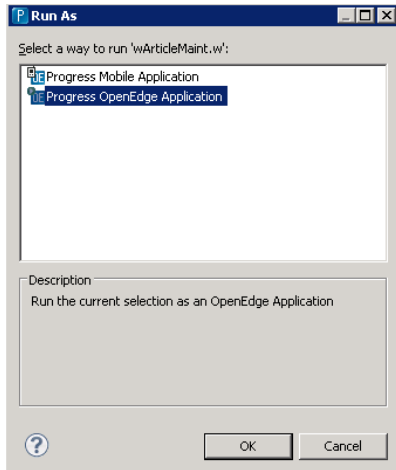 Run As
Select a way to run 'wArticleMaint.w':
Progress Mobile Application
Progress OpenEdge Application
Description
Run the current selection as an OpenEdge Application
?
OK Cancel